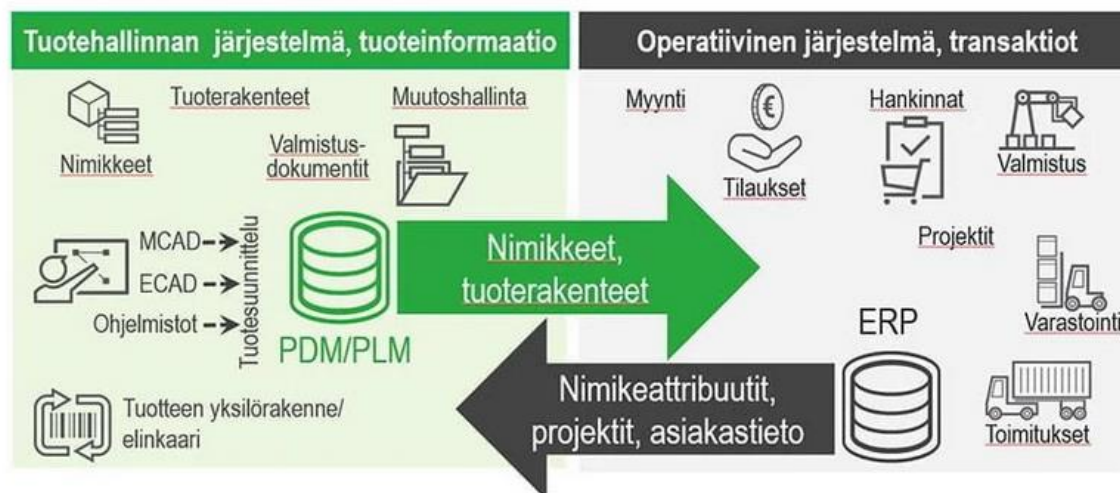 Tuotehallinnan järjestelmä, tuoteinformaatio
Nimikkeet
Tuoterakenteet
Valmistus-
dokumentit
Muutoshallinta
MCAD
ECAD
Ohjelmistot
Tuotesuunnittelu
PDM/PLM
Tuotteen yksilörakenne/
elinkaari
Nimikkeet,
tuoterakenteet
Nimikeattribuutit,
projektit, asiakastieto
Operatiivinen järjestelmä, transaktiot
Myynti
€
Tilaukset
Hankinnat
Valmistus
Projektit
Varastointi
ERP
Toimitukset